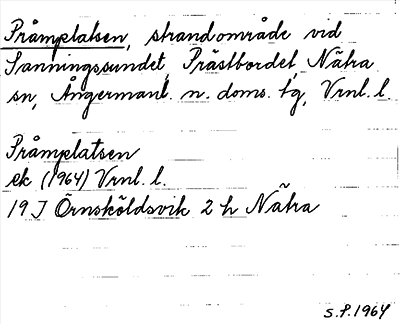 Pråmplatsen, strandområde vid
Sanningssundet, Prästbordet, Nätra
sn, Ångermanl. n. doms. tg, Vrnl. l.
Pråmplatsen
ek (1964) Vrnl. l.
19 J Örnsköldsvik 2 h Nätra
S.P. 1964